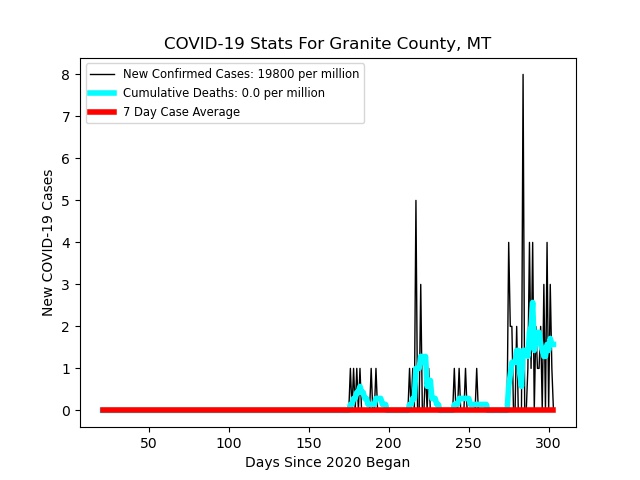 COVID-19 Stats For Granite County, MT
New Confirmed Cases: 19800 per million
Cumulative Deaths: 0.0 per million
7 Day Case Average
New COVID-19 Cases
8
7
6
5
4
3
2
1
0
50 100 150 200 250 300
Days Since 2020 Began